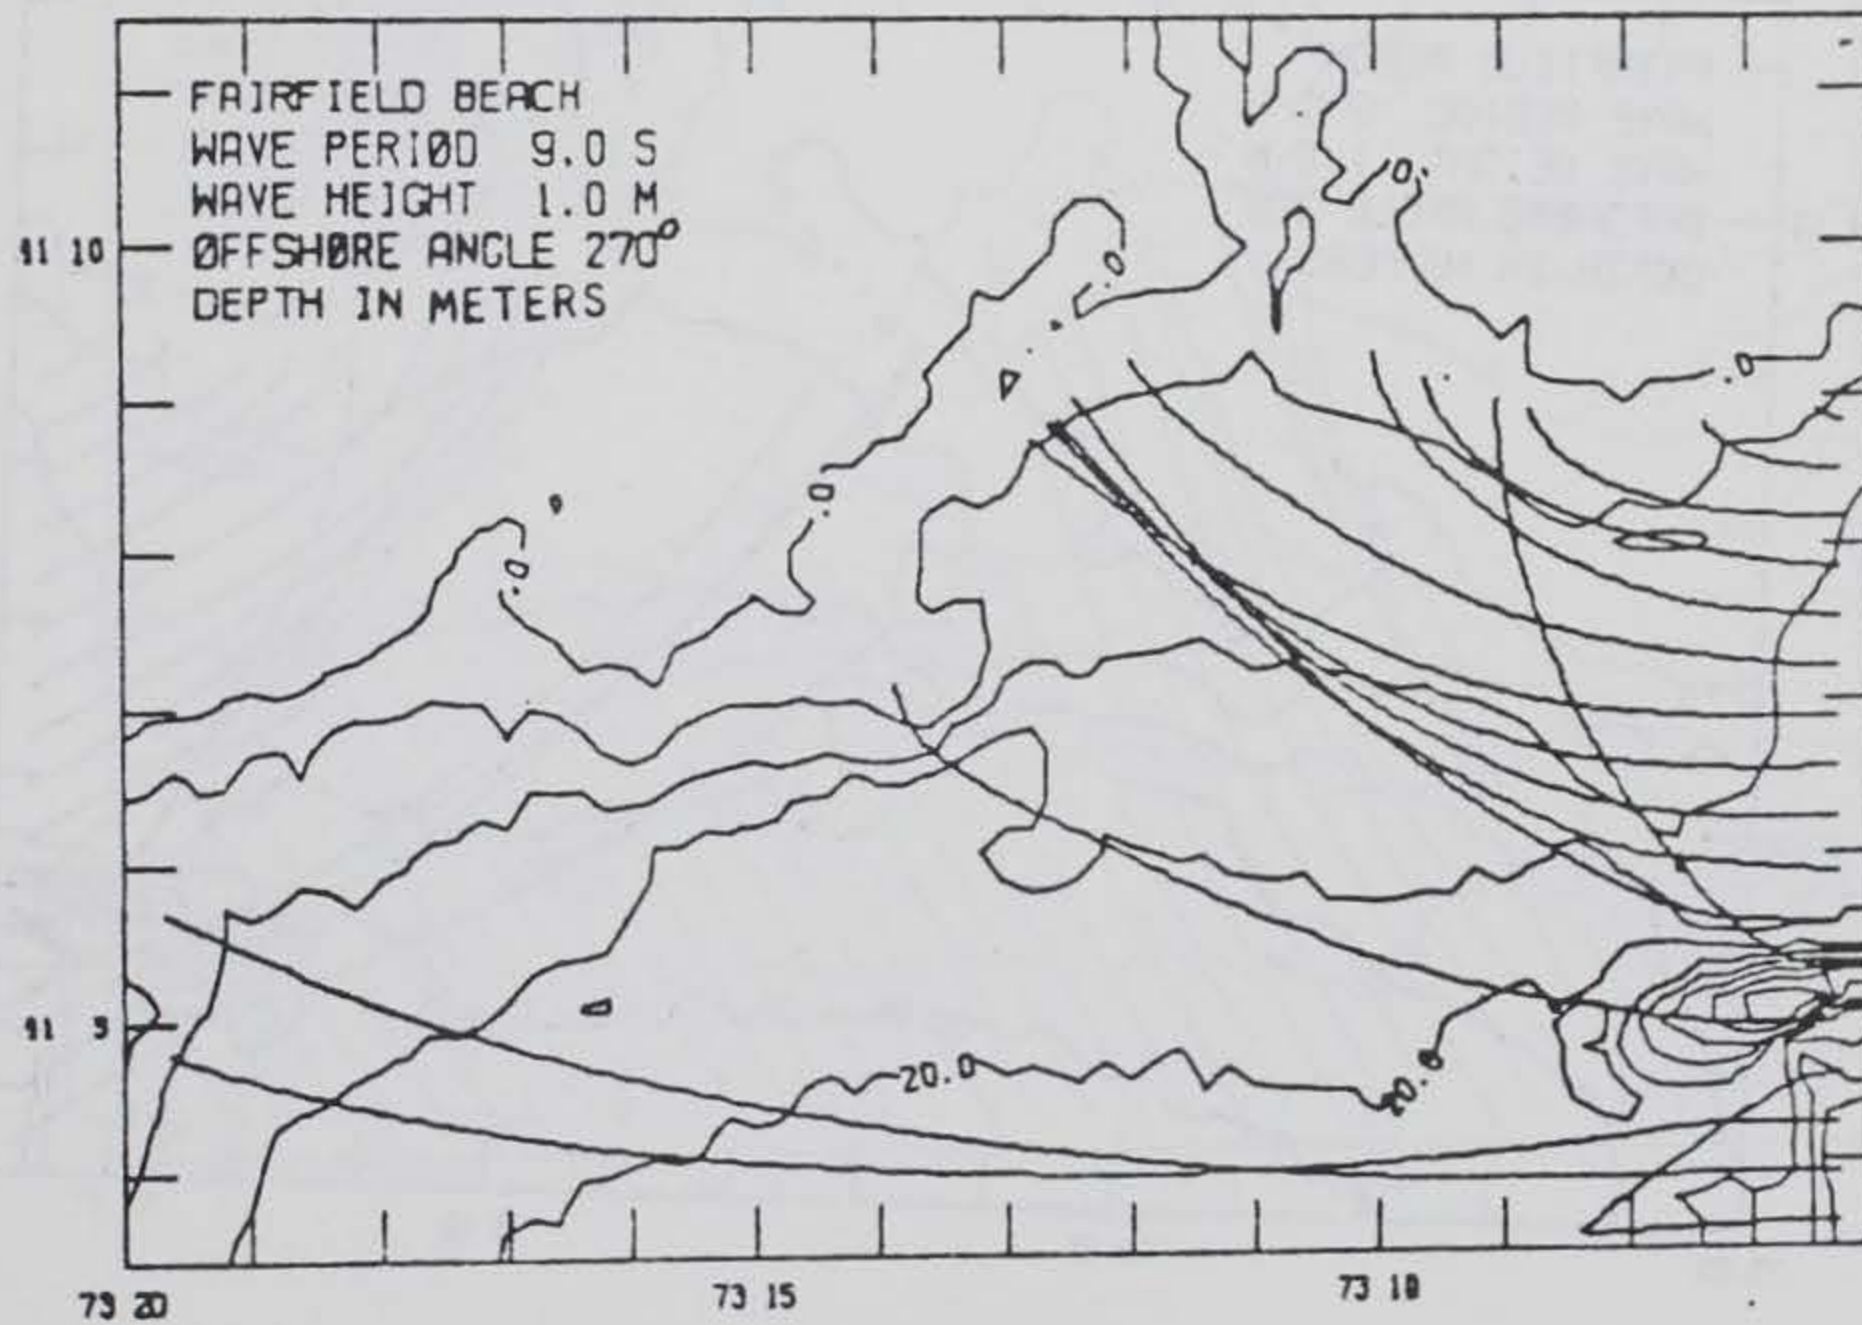 FAIRFIELD BEACH
WAVE PERIØD 9.0 S
WAVE HEIGHT 1.0 M
ØFFSHØRE ANGLE 270°
DEPTH IN METERS
41 10
.0
.0
.0
.0
.0
41 5
20.0
20.0
73 20
73 15
73 10